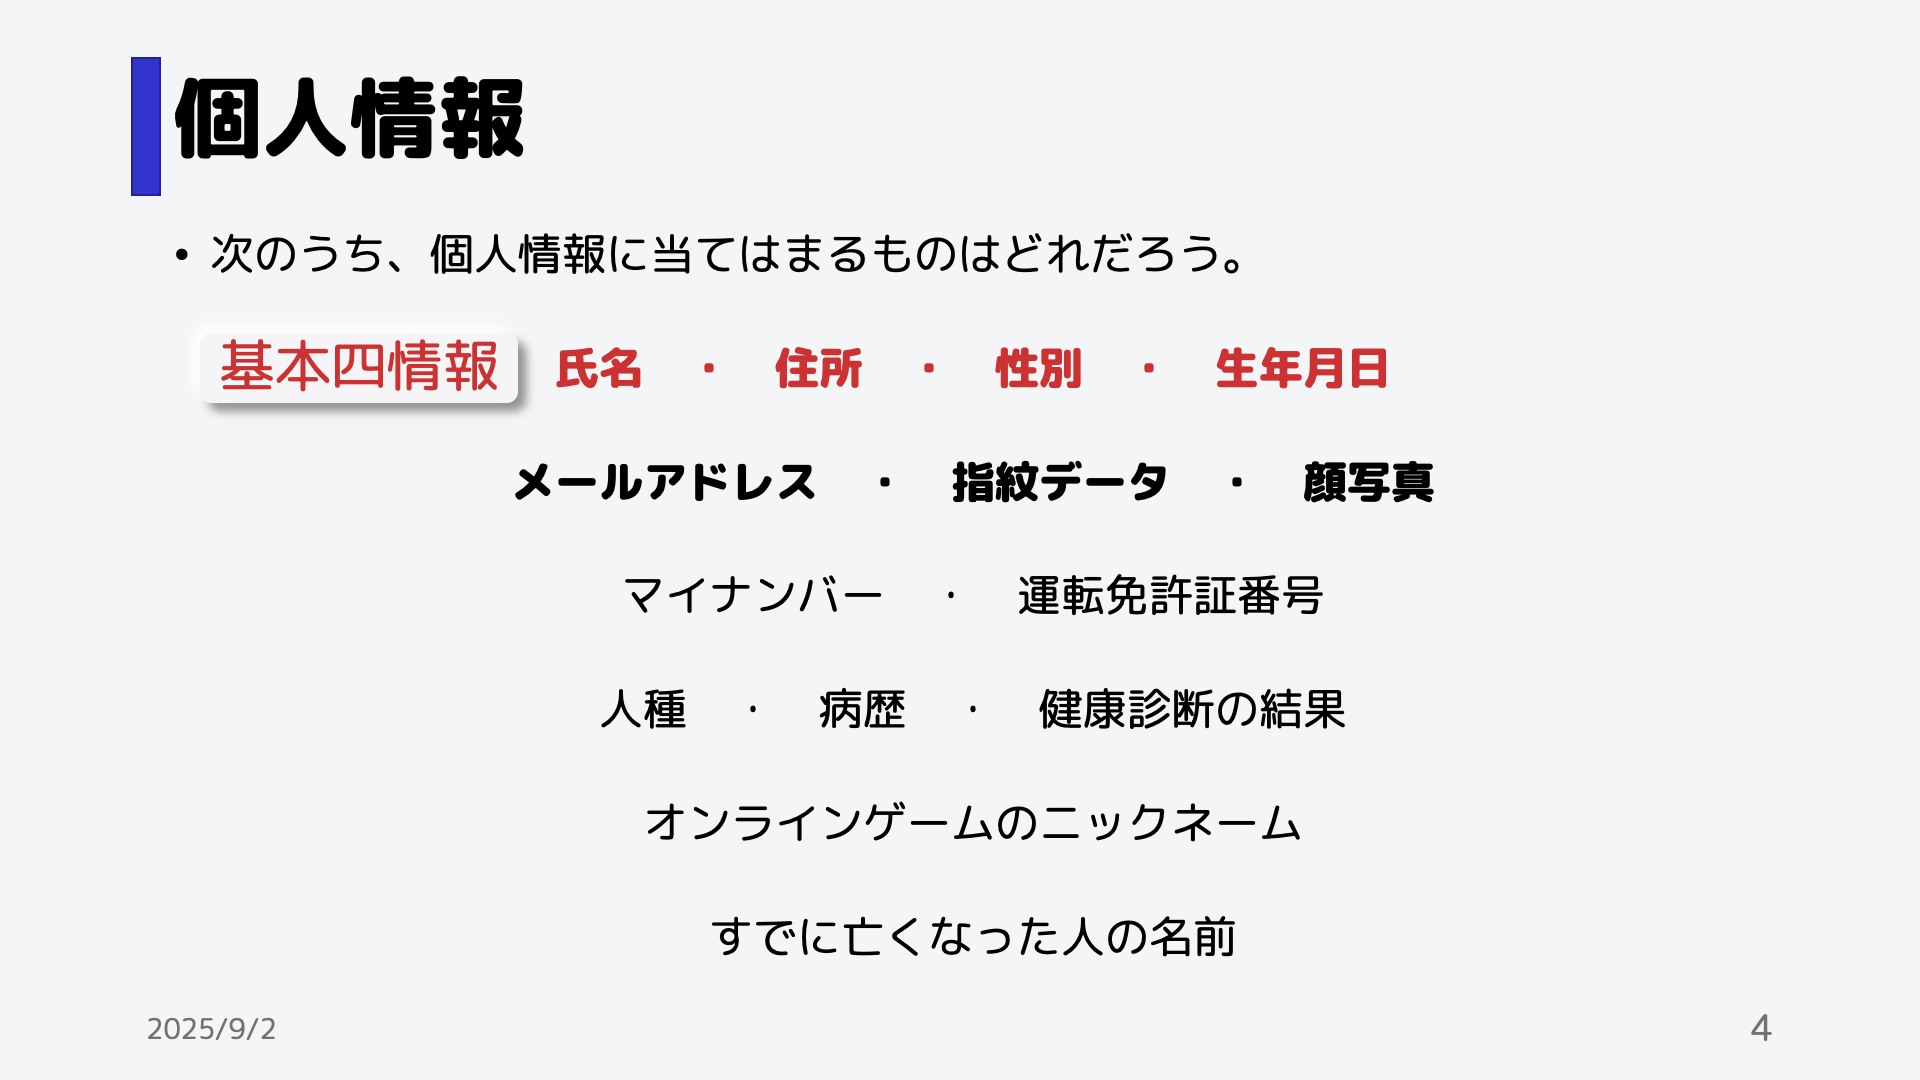 個人情報
• 次のうち、個人情報に当てはまるものはどれだろう。
基本四情報 氏名 ・ 住所 ・ 性別 ・ 生年月日
メールアドレス ・ 指紋データ ・ 顔写真
マイナンバー ・ 運転免許証番号
人種 ・ 病歴 ・ 健康診断の結果
オンラインゲームのニックネーム
すでに亡くなった人の名前
2025/9/2
4